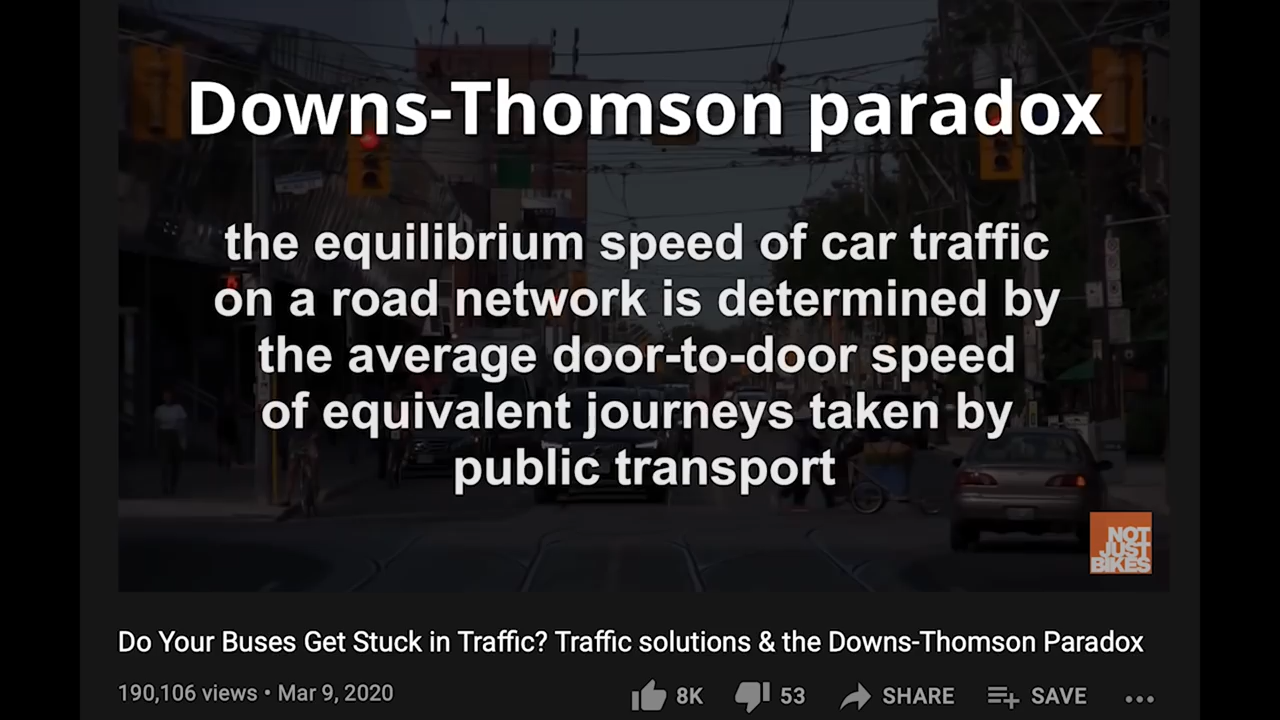 Downs-Thomson paradox
the equilibrium speed of car traffic
on a road network is determined by
the average door-to-door speed
of equivalent journeys taken by
public transport
NOT
JUST
BIKES
Do Your Buses Get Stuck in Traffic? Traffic solutions & the Downs-Thomson Paradox
190,106 views • Mar 9, 2020
8K
53
SHARE
SAVE